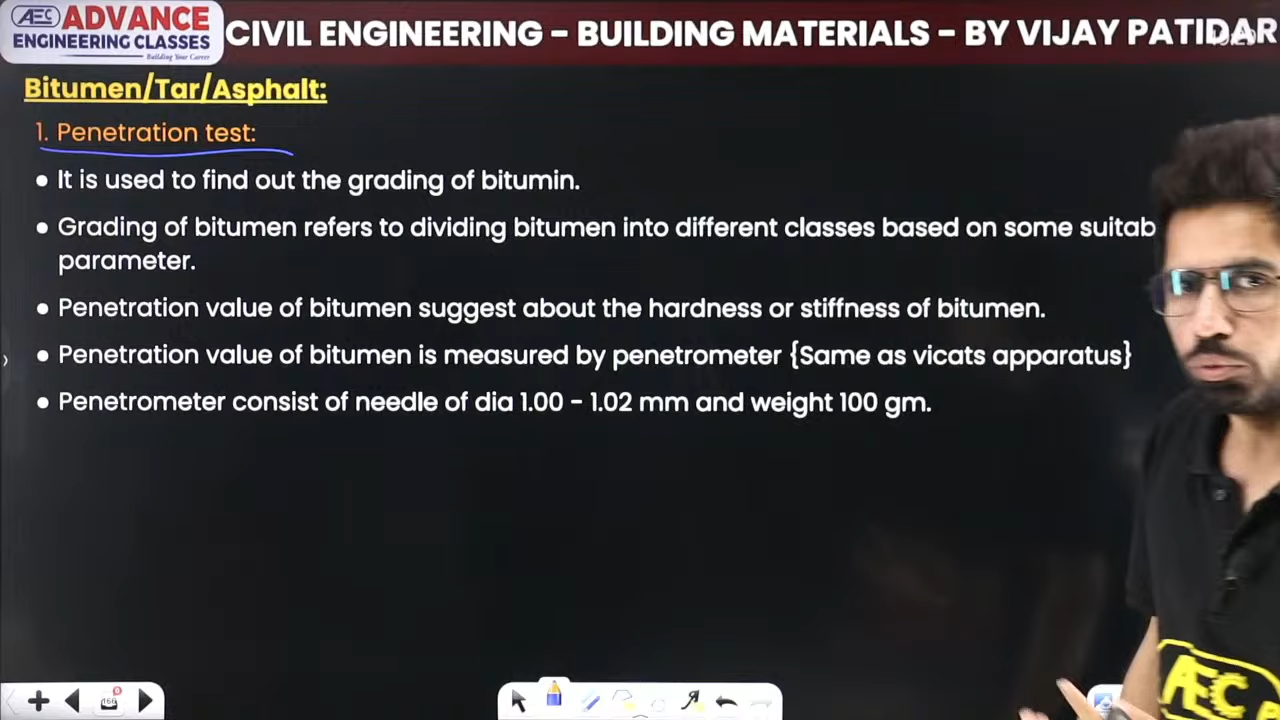 AEC ADVANCE
ENGINEERING CLASSES
Building Your Career
CIVIL ENGINEERING – BUILDING MATERIALS – BY VIJAY PATIDAR
Bitumen/Tar/Asphalt:
1. Penetration test:
• It is used to find out the grading of bitumin.
• Grading of bitumen refers to dividing bitumen into different classes based on some suitab
parameter.
• Penetration value of bitumen suggest about the hardness or stiffness of bitumen.
• Penetration value of bitumen is measured by penetrometer {Same as vicats apparatus}
• Penetrometer consist of needle of dia 1.00 - 1.02 mm and weight 100 gm.
166
AEC